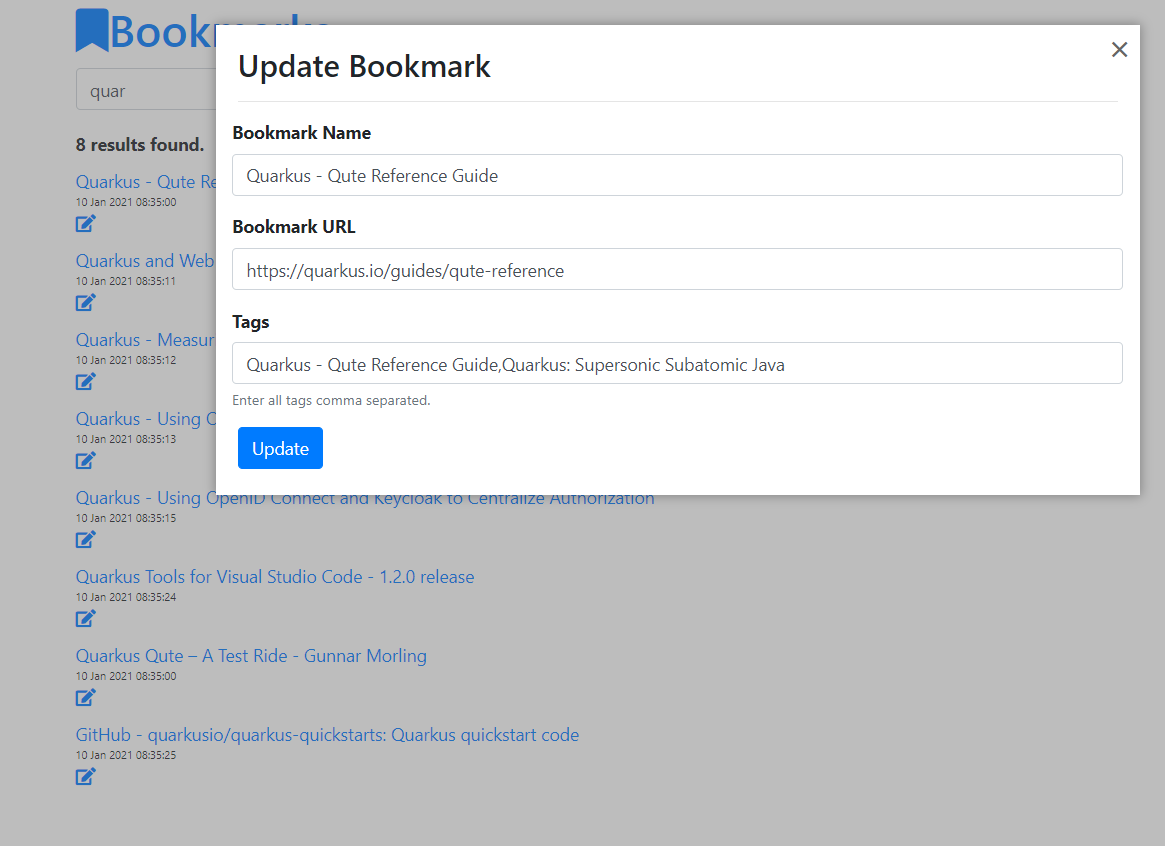 Bookmarks
Update Bookmark
quar
Bookmark Name
Quarkus - Qute Reference Guide
Bookmark URL
https://quarkus.io/guides/qute-reference
Tags
Quarkus - Qute Reference Guide,Quarkus: Supersonic Subatomic Java
Enter all tags comma separated.
Update
8 results found.
Quarkus - Qute Re
10 Jan 2021 08:35:00
Quarkus and Web
10 Jan 2021 08:35:11
Quarkus - Measur
10 Jan 2021 08:35:12
Quarkus - Using
10 Jan 2021 08:35:13
Quarkus - Using OpenID Connect and Keycloak to Centralize Authorization
10 Jan 2021 08:35:15
Quarkus Tools for Visual Studio Code - 1.2.0 release
10 Jan 2021 08:35:24
Quarkus Qute – A Test Ride - Gunnar Morling
10 Jan 2021 08:35:00
GitHub - quarkusio/quarkus-quickstarts: Quarkus quickstart code
10 Jan 2021 08:35:25